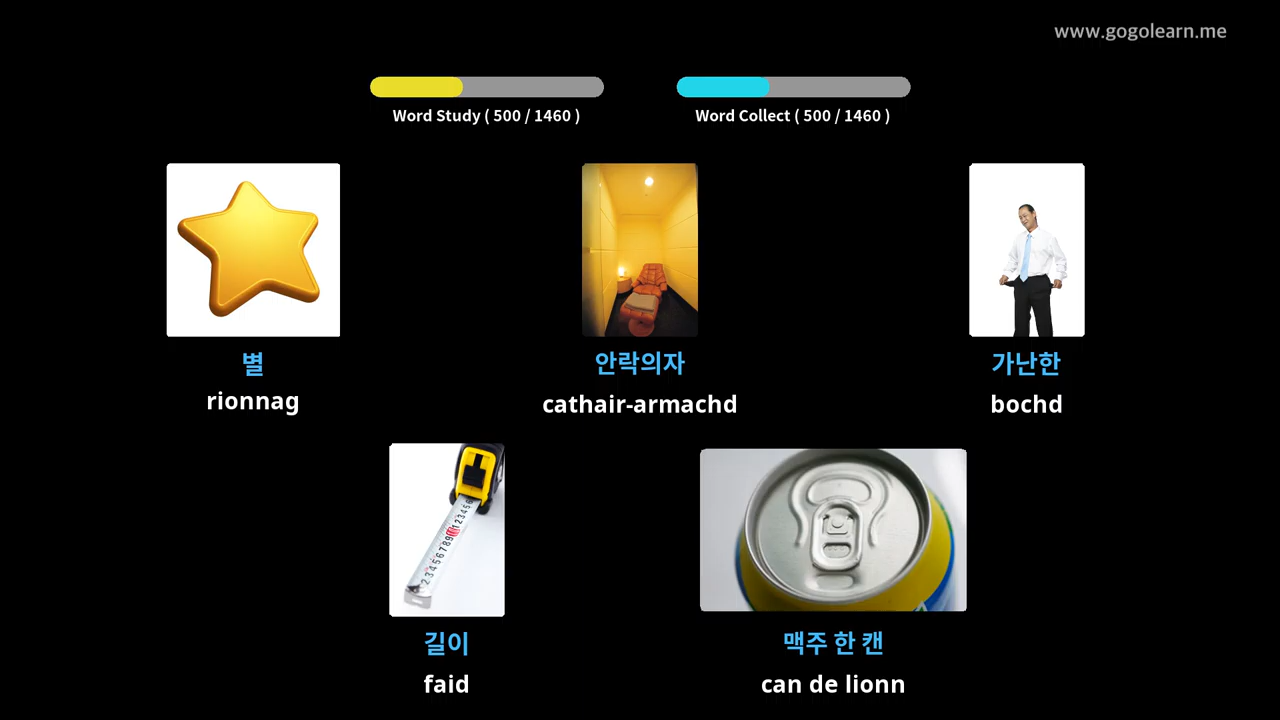 www.gogolearn.me
Word Study ( 500 / 1460 )
Word Collect ( 500 / 1460 )
별
rionnag
안락의자
cathair-armachd
가난한
bochd
길이
faid
맥주 한 캔
can de lionn